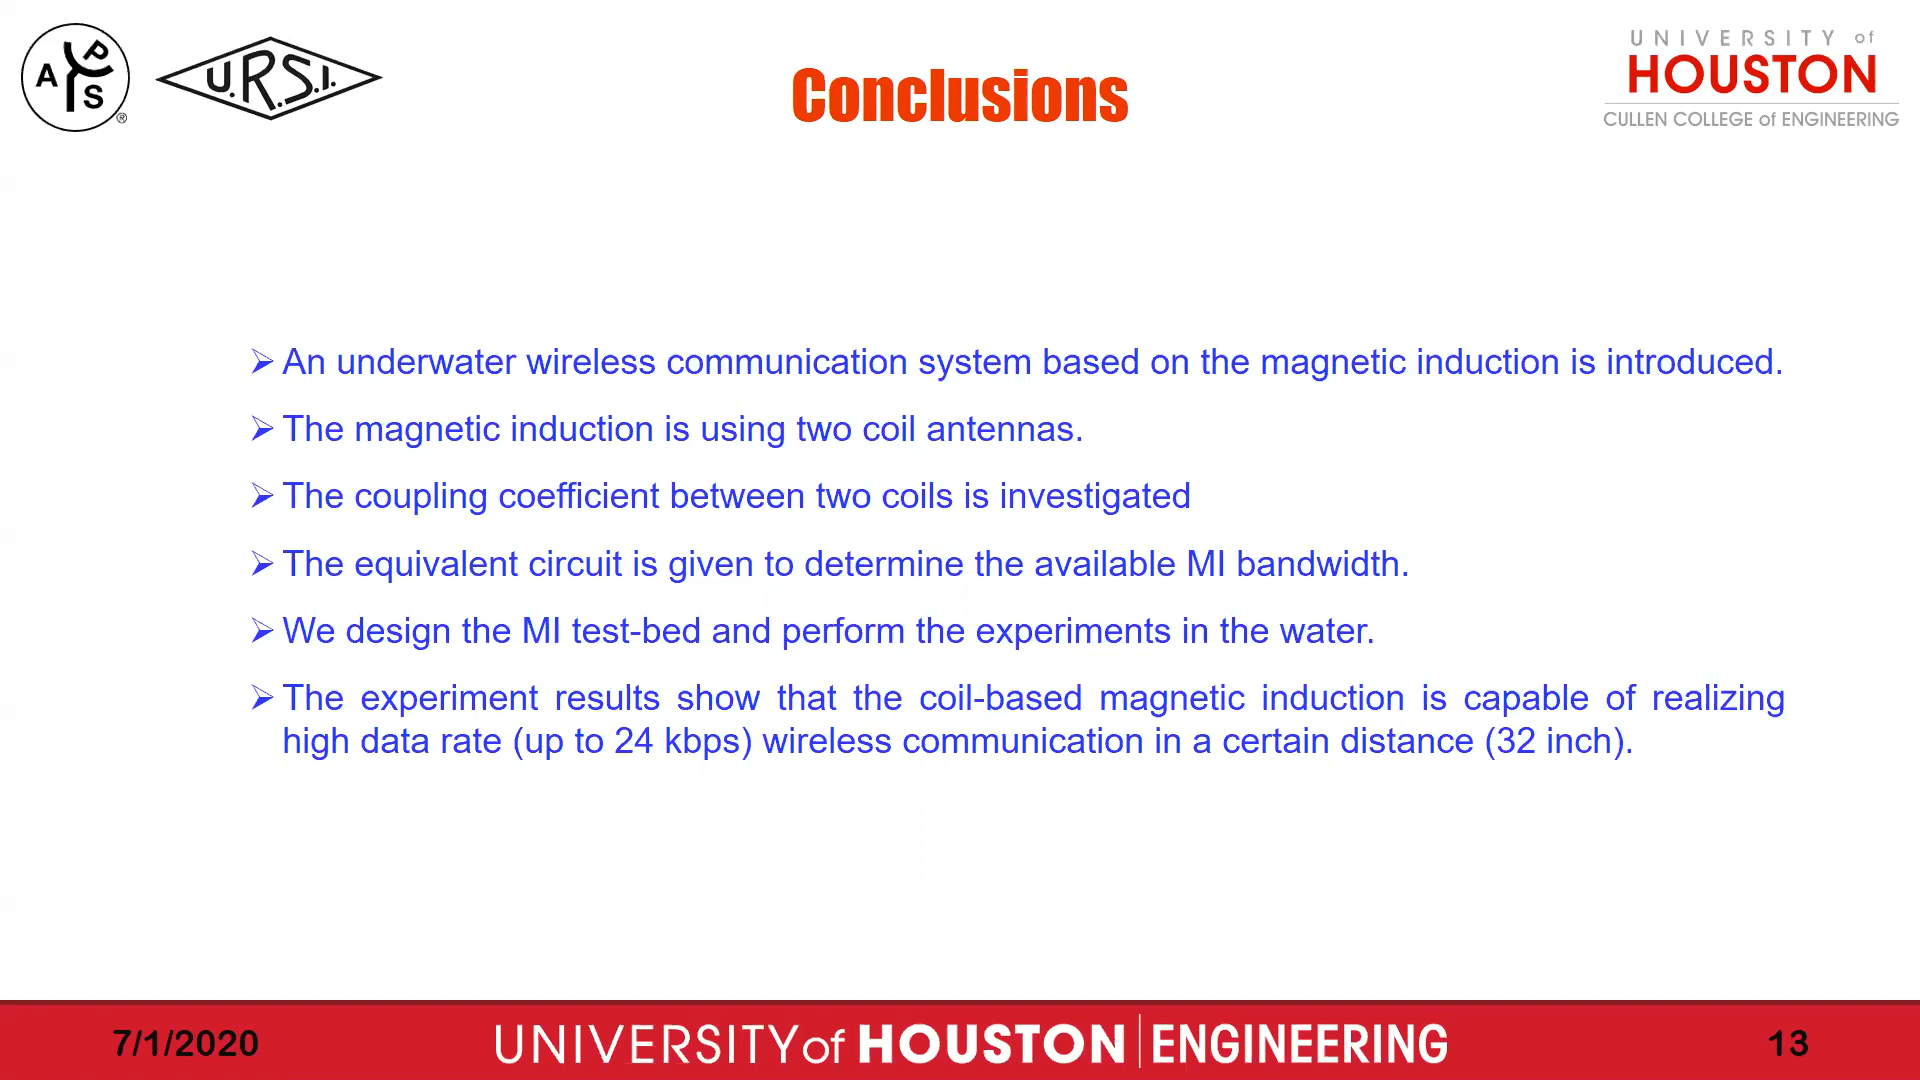 A P S ®
U.R.S.I.
Conclusions
UNIVERSITY of
HOUSTON
CULLEN COLLEGE of ENGINEERING
➢ An underwater wireless communication system based on the magnetic induction is introduced.
➢ The magnetic induction is using two coil antennas.
➢ The coupling coefficient between two coils is investigated
➢ The equivalent circuit is given to determine the available MI bandwidth.
➢ We design the MI test-bed and perform the experiments in the water.
➢ The experiment results show that the coil-based magnetic induction is capable of realizing
high data rate (up to 24 kbps) wireless communication in a certain distance (32 inch).
7/1/2020
UNIVERSITY of HOUSTON | ENGINEERING
13